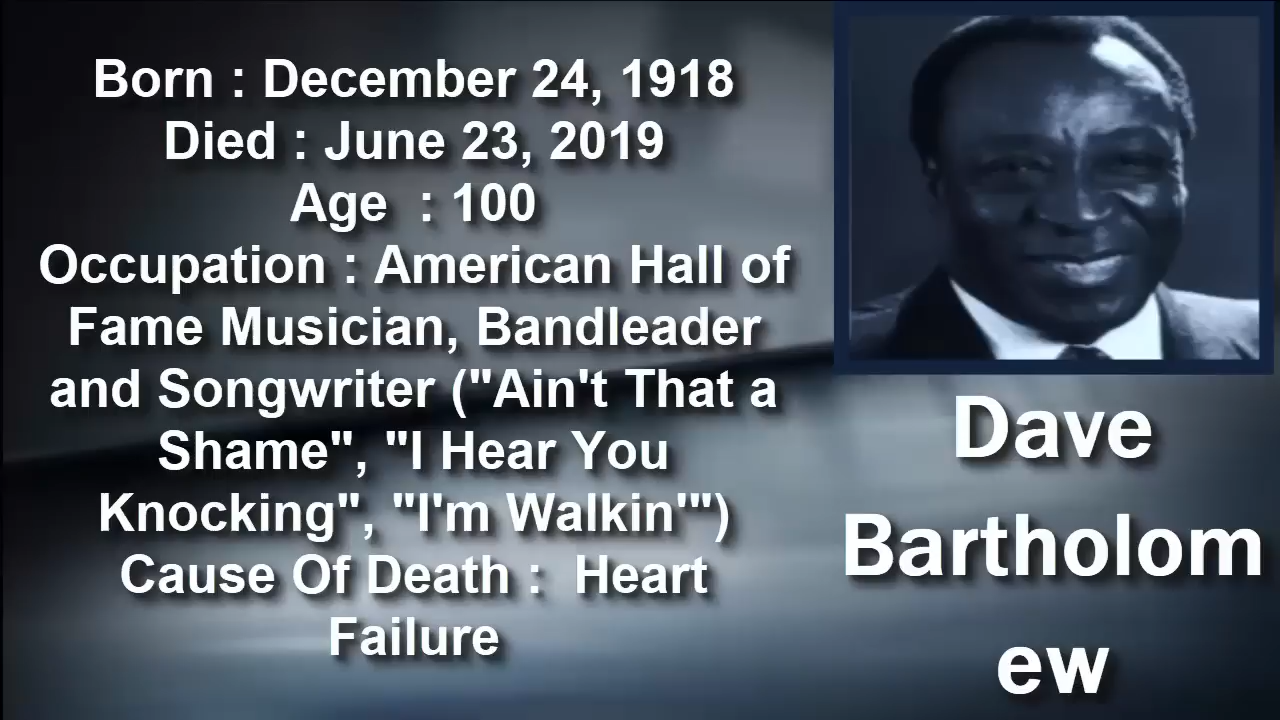 Born : December 24, 1918
Died : June 23, 2019
Age  : 100
Occupation : American Hall of
Fame Musician, Bandleader
and Songwriter ("Ain't That a
Shame", "I Hear You
Knocking", "I'm Walkin'")
Cause Of Death :  Heart
Failure
Dave
Bartholom
ew